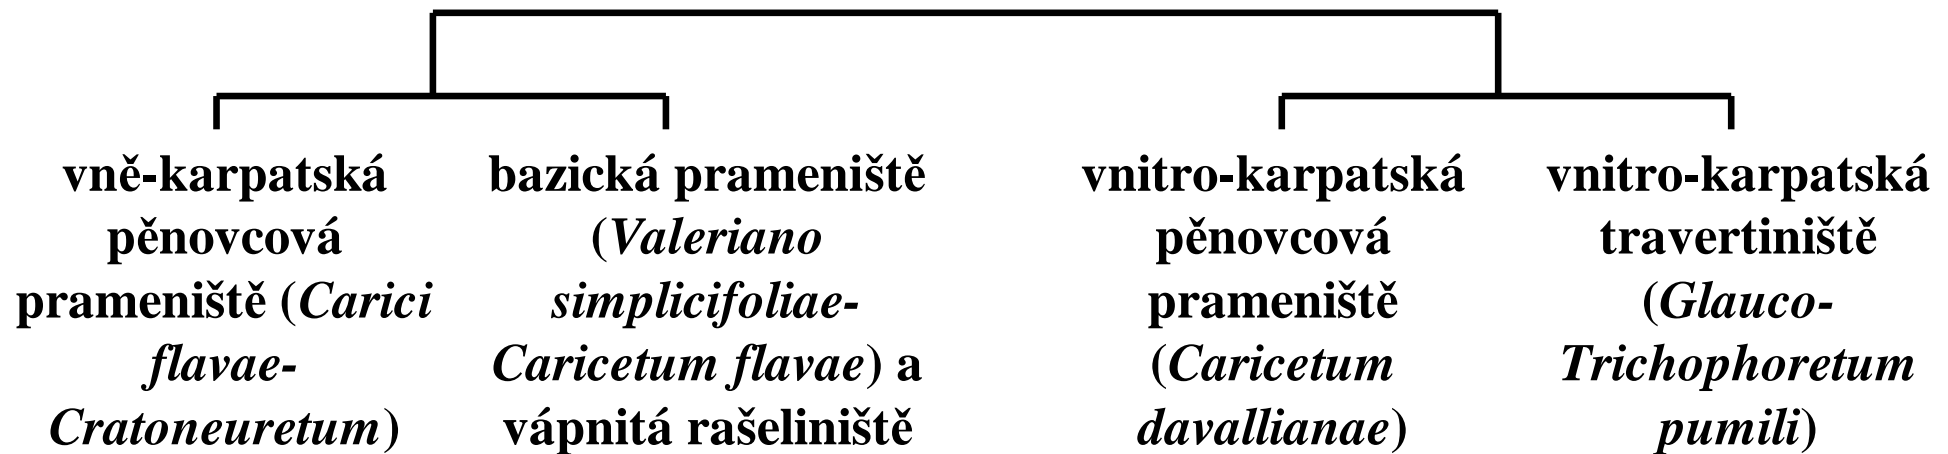 vně-karpatská
pěnovcová
prameniště (Carici
flavae-
Cratoneuretum)
bazická prameniště
(Valeriano
simplicifoliae-
Caricetum flavae) a
vápnitá rašeliniště
vnitro-karpatská
pěnovcová
prameniště
(Caricetum
davallianae)
vnitro-karpatská
travertiniště
(Glauco-
Trichophoretum
pumili)